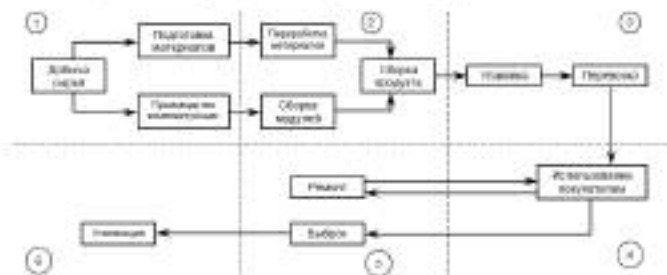 1
2
3
Подготовка
материалов
Переработка
материалов
Добыча
сырья
Сборка
продукта
Упаковка
Перевозка
Производство
комплектующих
Сборка
модулей
Ремонт
Использование
покупателем
Утилизация
Выброс
6
5
4